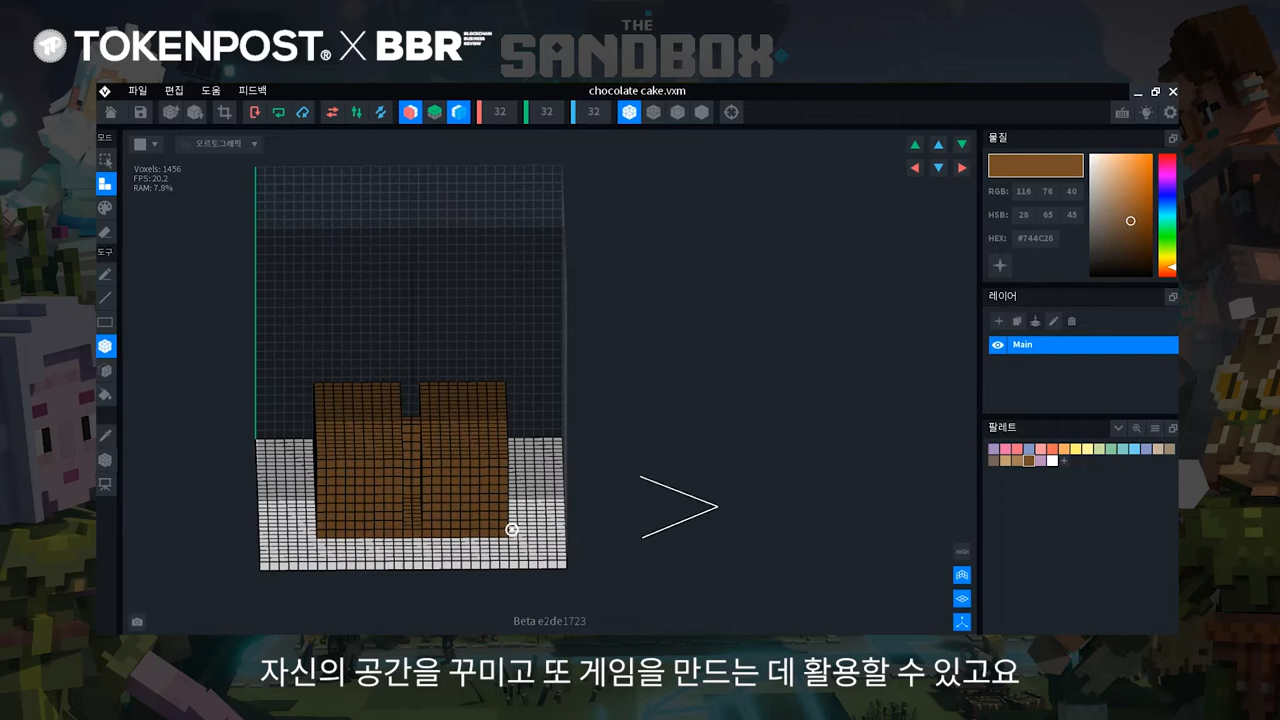 TOKENPOST® X BBR BLOCKCHAIN BUSINESS REVIEW
THE
SANDBOX
파일 편집 도움 피드백
chocolate cake.vxm
32 32 32
모드
오르토그래픽
Voxels: 1456
FPS: 20.2
RAM: 7.8%
도구
물질
RGB: 116 76 40
HSB: 28 65 45
HEX: #744C28
레이어
Main
팔레트
HIGH
Beta e2de1723
자신의 공간을 꾸미고 또 게임을 만드는 데 활용할 수 있고요